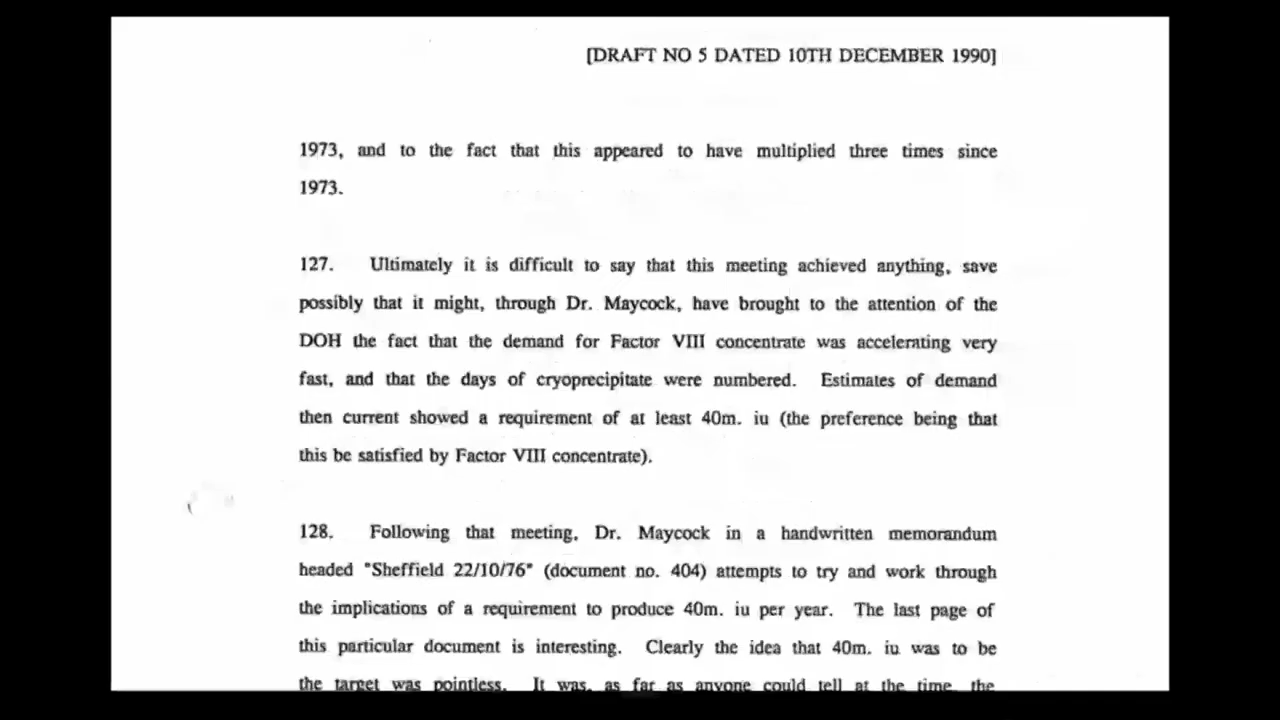 [DRAFT NO 5 DATED 10TH DECEMBER 1990]
1973, and to the fact that this appeared to have multiplied three times since
1973.
127. Ultimately it is difficult to say that this meeting achieved anything, save
possibly that it might, through Dr. Maycock, have brought to the attention of the
DOH the fact that the demand for Factor VIII concentrate was accelerating very
fast, and that the days of cryoprecipitate were numbered. Estimates of demand
then current showed a requirement of at least 40m. iu (the preference being that
this be satisfied by Factor VIII concentrate).
128. Following that meeting, Dr. Maycock in a handwritten memorandum
headed "Sheffield 22/10/76" (document no. 404) attempts to try and work through
the implications of a requirement to produce 40m. iu per year. The last page of
this particular document is interesting. Clearly the idea that 40m. iu was to be
the target was pointless. It was, as far as anyone could tell at the time, the